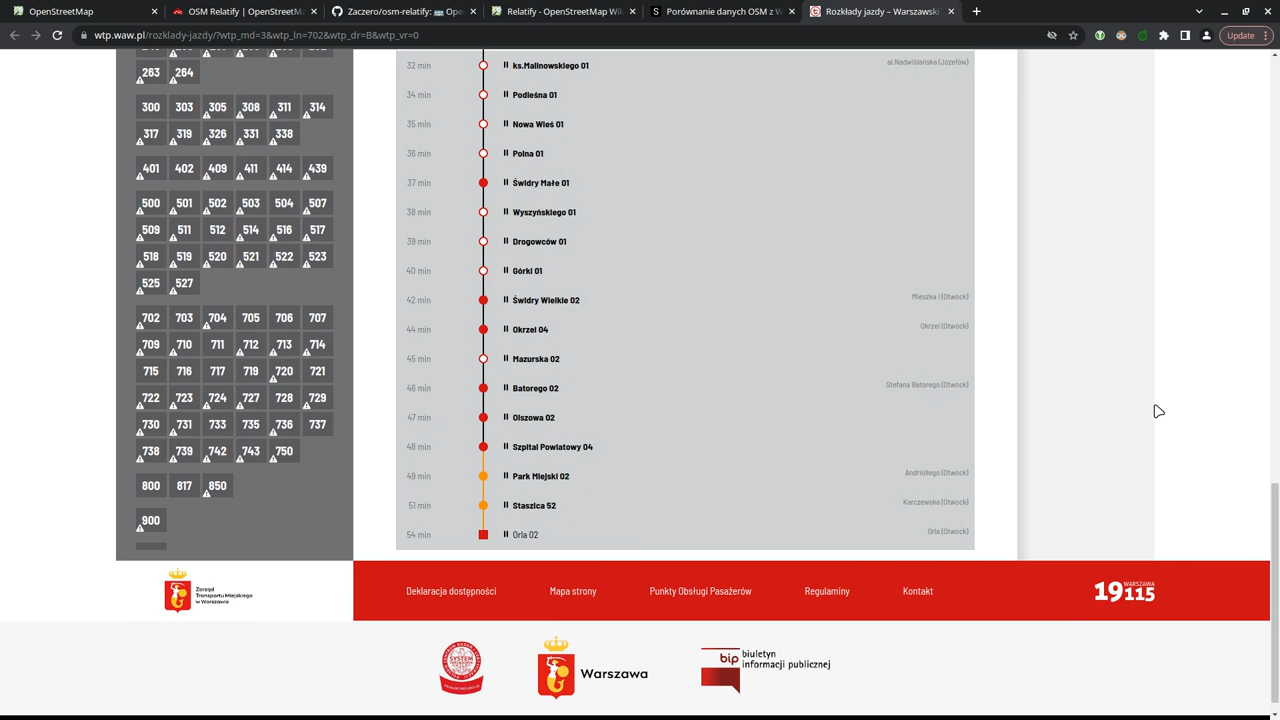 OpenStreetMap
OSM Relatify | OpenStreetM
Zaczero/osm-relatify: 🚌 Ope
Relatify - OpenStreetMap Wik
Porównanie danych OSM z W
Rozkłady jazdy – Warszawski
wtp.waw.pl/rozklady-jazdy/?wtp_md=3&wtp_ln=702&wtp_dr=B&wtp_vr=0
Update
263
300 303 305 308 311 314
317 319 326 331 338
401 402 409 411 414 439
500 501 502 503 504 507
509 511 512 514 516 517
518 519 520 521 522 523
525 527
702 703 704 705 706 707
709 710 711 712 713 714
715 716 717 719 720 721
722 723 724 727 728 729
730 731 733 735 736 737
738 739 742 743 750
800 817 850
900
32 min ks.Malinowskiego 01 al.Nadwiślańska (Józefów)
34 min Podleśna 01
35 min Nowa Wieś 01
36 min Polna 01
37 min Świdry Małe 01
38 min Wyszyńskiego 01
39 min Drogowców 01
40 min Górki 01
42 min Świdry Wielkie 02 Mieszka I (Otwock)
44 min Okrzei 04 Okrzei (Otwock)
45 min Mazurska 02
46 min Batorego 02 Stefana Batorego (Otwock)
47 min Olszowa 02
48 min Szpital Powiatowy 04
49 min Park Miejski 02 Andriollego (Otwock)
51 min Staszica 52 Karczewska (Otwock)
54 min Orla 02 Orla (Otwock)
Zarząd
Transportu Miejskiego
w Warszawie
Deklaracja dostępności Mapa strony Punkty Obsługi Pasażerów Regulaminy Kontakt
WARSZAWA
19115
SYSTEM
Warszawa
bip biuletyn
informacji publicznej